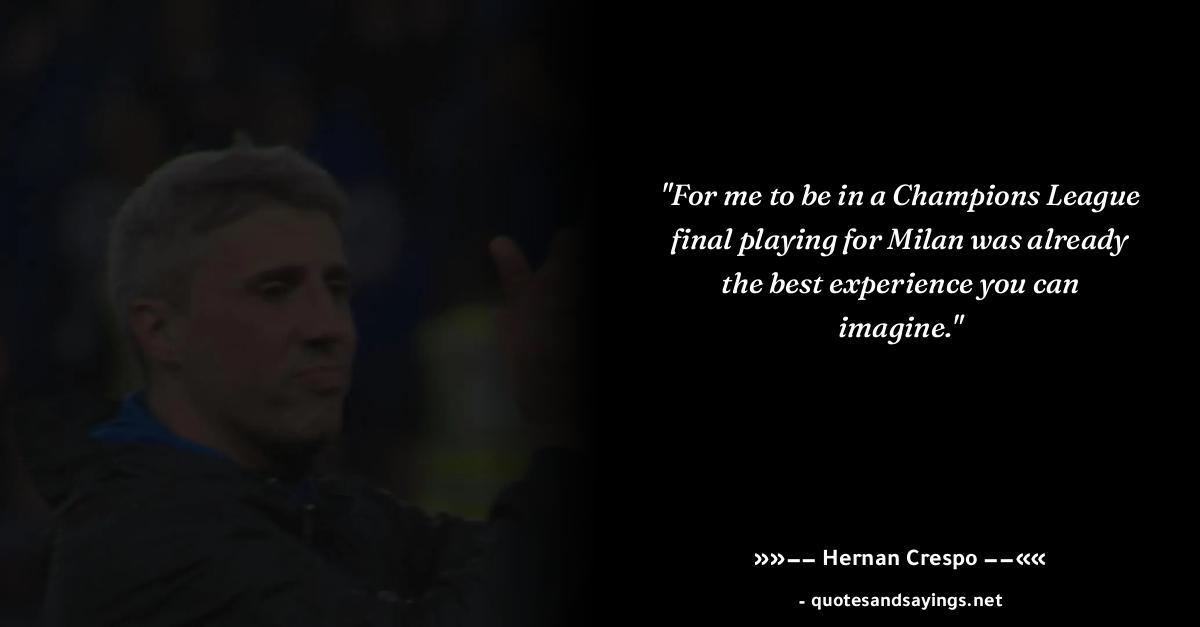 "For me to be in a Champions League
final playing for Milan was already
the best experience you can
imagine."
»»–– Hernan Crespo ––««
- quotesandsayings.net